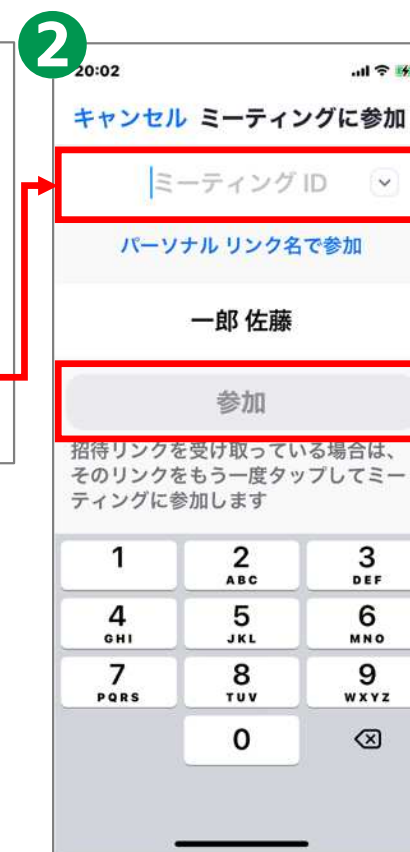 2
20:02
キャンセル ミーティングに参加
ミーティング ID
パーソナル リンク名で参加
一郎 佐藤
参加
招待リンクを受け取っている場合は、
そのリンクをもう一度タップしてミー
ティングに参加します
1 2 3
ABC DEF
4 5 6
GHI JKL MNO
7 8 9
PQRS TUV WXYZ
0